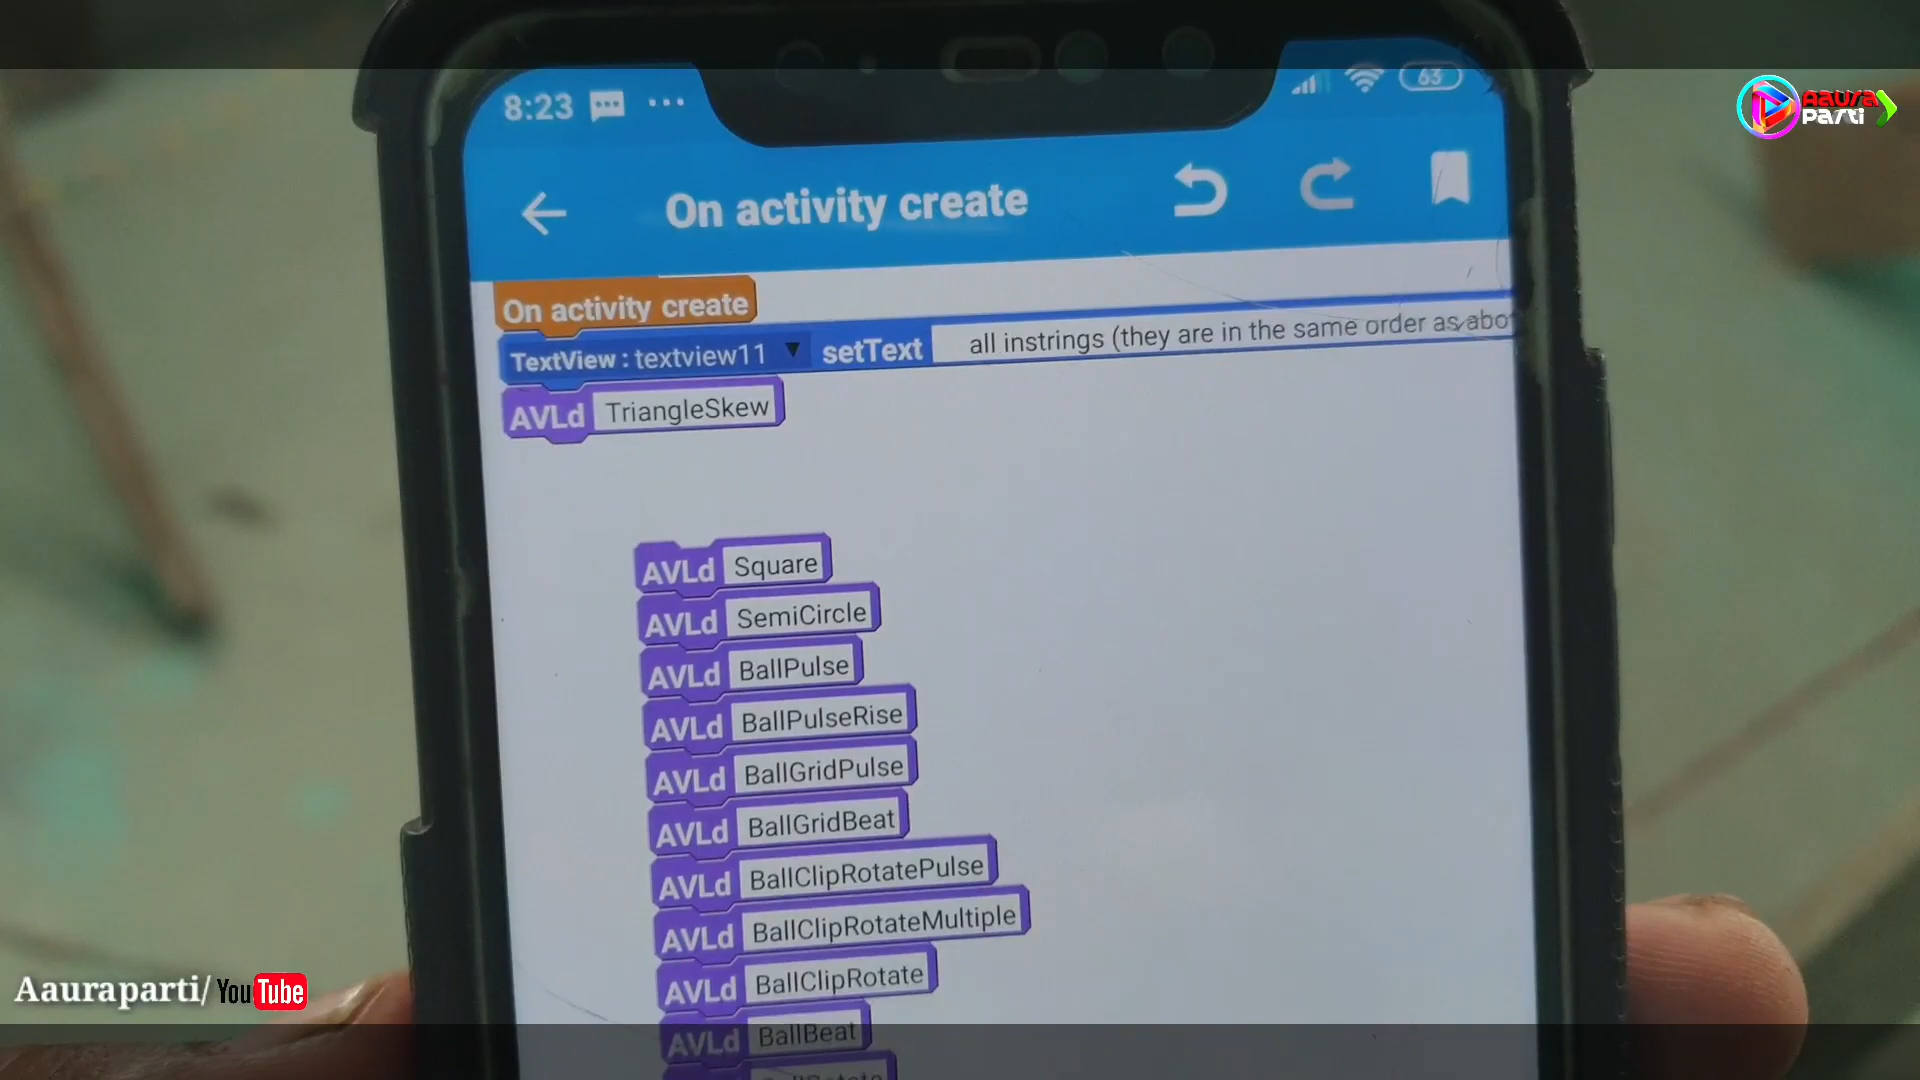 8:23
63
Aaura
Parti
On activity create
On activity create
TextView : textview11 setText all instrings (they are in the same order as abo
AVLd TriangleSkew
AVLd Square
AVLd SemiCircle
AVLd BallPulse
AVLd BallPulseRise
AVLd BallGridPulse
AVLd BallGridBeat
AVLd BallClipRotatePulse
AVLd BallClipRotateMultiple
AVLd BallClipRotate
AVLd BallBeat
Aauraparti/ YouTube